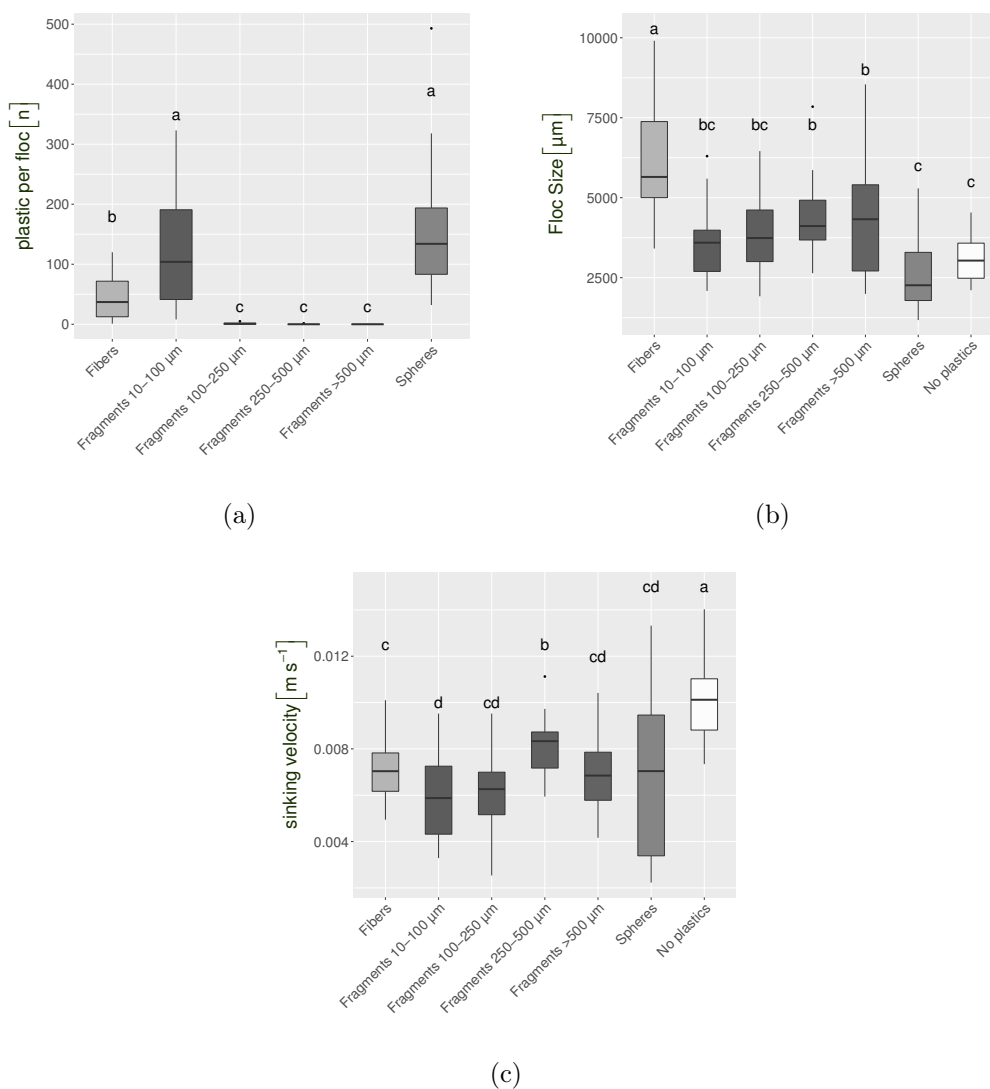 500
400
300
200
100
0
plastic per floc [n]
b
a
c
c
c
a
Fibers
Fragments 10–100 µm
Fragments 100–250 µm
Fragments 250–500 µm
Fragments >500 µm
Spheres
(a)
10000
7500
5000
2500
Floc Size [µm]
a
bc
bc
b
b
c
c
Fibers
Fragments 10–100 µm
Fragments 100–250 µm
Fragments 250–500 µm
Fragments >500 µm
Spheres
No plastics
(b)
0.012
0.008
0.004
sinking velocity [m s⁻¹]
c
d
cd
b
cd
cd
a
Fibers
Fragments 10–100 µm
Fragments 100–250 µm
Fragments 250–500 µm
Fragments >500 µm
Spheres
No plastics
(c)